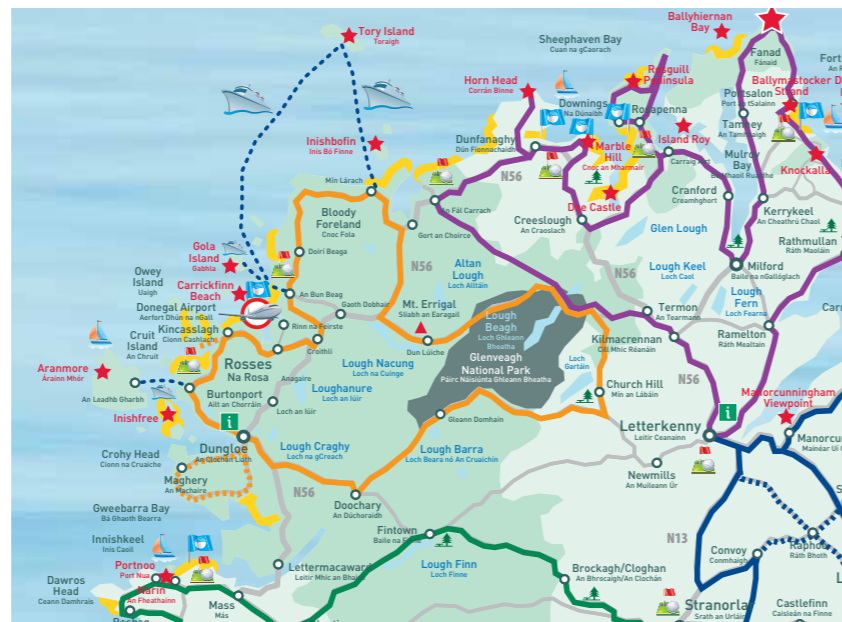 Tory Island
Toraigh
Ballyhiernan
Bay
Sheephaven Bay
Cuan na gCaorach
Fanad
Fánaid
Horn Head
Corrán Binne
Rosguill
Peninsula
Downings
Na Dúnaibh
Rosapenna
Portsalon
Port an tSalainn
Ballymastocker
Strand
Tamney
An Tamhaigh
Inishbofin
Inis Bó Finne
Dunfanaghy
Dún Fionnachaidh
Marble
Hill
Cnoc an Mharmair
Island Roy
Carraig Airt
Mulroy
Bay
Knockalla
Mín Lárach
N56
Doe Castle
Cranford
Creamhghort
Kerrykeel
An Cheathrú Chaol
Bloody
Foreland
Cnoc Fola
An Fál Carrach
Gort an Choirce
Creeslough
An Craoslach
Glen Lough
Rathmullan
Ráth Maoláin
Gola
Island
Gabhla
Doirí Beaga
N56
Altan
Lough
Loch Alltáin
N56
Lough Keel
Loch Caol
Milford
Baile na nGallóglach
Owey
Island
Uaigh
Carrickfinn
Beach
An Bun Beag
Gaoth Dobhair
Mt. Errigal
Sliabh an Earagail
Lough
Fern
Loch Fearna
Donegal Airport
Aerfort Dhún na nGall
Kincasslagh
Cionn Caslach
Rinn na Feirste
Lough
Beagh
Loch Ghleann
Bheatha
Termon
An Tearmann
Cruit
Island
An Chruit
Croithlí
Dun Lúiche
Kilmacrennan
Cill Mhic Réanáin
Ramelton
Ráth Mealtain
Rosses
Na Rosa
Anagaire
Lough Nacung
Loch na Cuinge
Glenveagh
National Park
Páirc Náisiúnta Ghleann Bheatha
Loch
Gartáin
N56
Aranmore
Árainn Mhór
An Leadhb Gharbh
Burtonport
Ailt an Chorráin
Loughanure
Loch an Iúir
Loch an Iúir
Church Hill
Mín an Lábáin
Manorcunningham
Viewpoint
Inishfree
Gleann Domhain
Letterkenny
Leitir Ceanainn
Dungloe
An Clochán Liath
Lough Craghy
Loch na gCreach
Lough Barra
Loch Beara nó An Cruaichín
Crohy Head
Cionn na Cruaiche
Maghery
An Machaire
Newmills
An Muileann Úr
N56
Doochary
An Dúchoraidh
Gweebarra Bay
Bá Ghaoth Bearra
Fintown
N13
Innishkeel
Inis Caoil
Convoy
Conmhaigh
Raphoe
Ráth Bhoth
Portnoo
Port Nua
Lettermacaward
Lough Finn
Loch Finne
Brockagh/Cloghan
An Bhrocaigh/An Clochán
Dawros
Head
Ceann Damhrais
Narin
An Fheathainn
Mass
Más
Srath an Urláir
Castlefinn
Caisleán na Finne